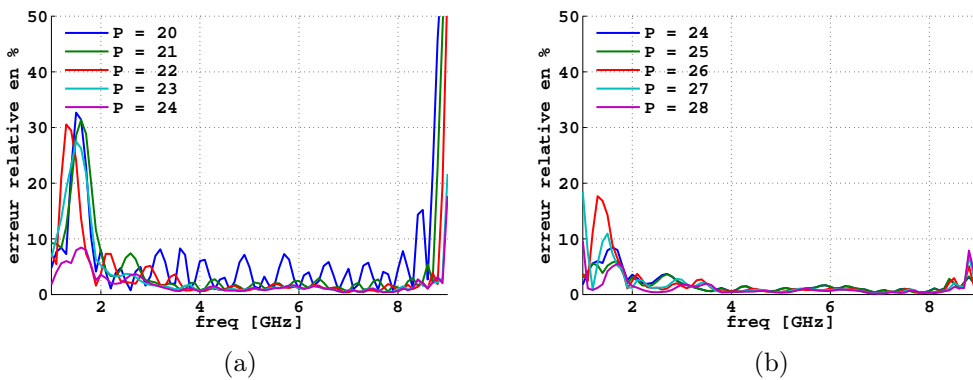 erreur relative en %
50
40
30
20
10
0
P = 20
P = 21
P = 22
P = 23
P = 24
2
4
6
8
freq [GHz]
(a)
erreur relative en %
50
40
30
20
10
0
P = 24
P = 25
P = 26
P = 27
P = 28
2
4
6
8
freq [GHz]
(b)